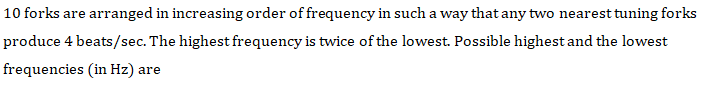 10 forks are arranged in increasing order of frequency in such a way that any two nearest tuning forks
produce 4 beats/sec. The highest frequency is twice of the lowest. Possible highest and the lowest
frequencies (in Hz) are